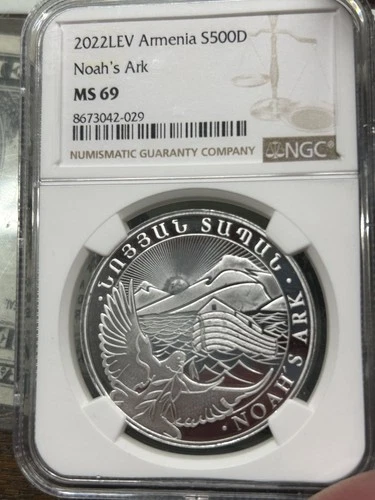 2022LEV Armenia S500D
Noah's Ark
MS 69
8673042-029
NUMISMATIC GUARANTY COMPANY
NGC
· ՆՈՅՅԱՆ ՏԱՊԱՆ ·
NOAH'S ARK